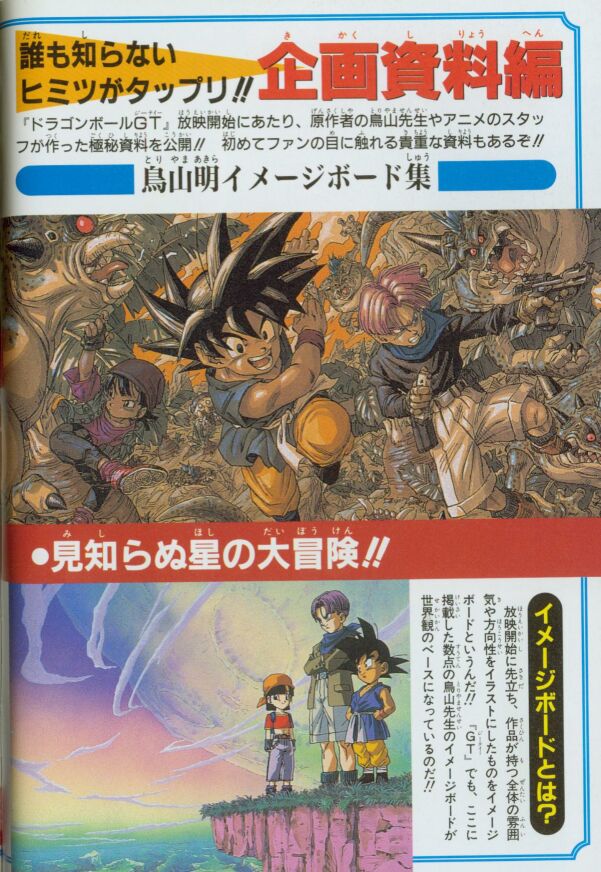 誰も知らない
ヒミツがタップリ!!
企画資料編
『ドラゴンボールGT』放映開始にあたり、原作者の鳥山先生やアニメのスタッ
フが作った極秘資料を公開!! 初めてファンの目に触れる貴重な資料もあるぞ!!
鳥山明イメージボード集
●見知らぬ星の大冒険!!
イメージボードとは?
放映開始に先立ち、作品が持つ全体の雰囲
気や方向性をイラストにしたものをイメージ
ボードというんだ!! 『GT』でも、ここに
掲載した数点の鳥山先生のイメージボードが
世界観のベースになっているのだ!!